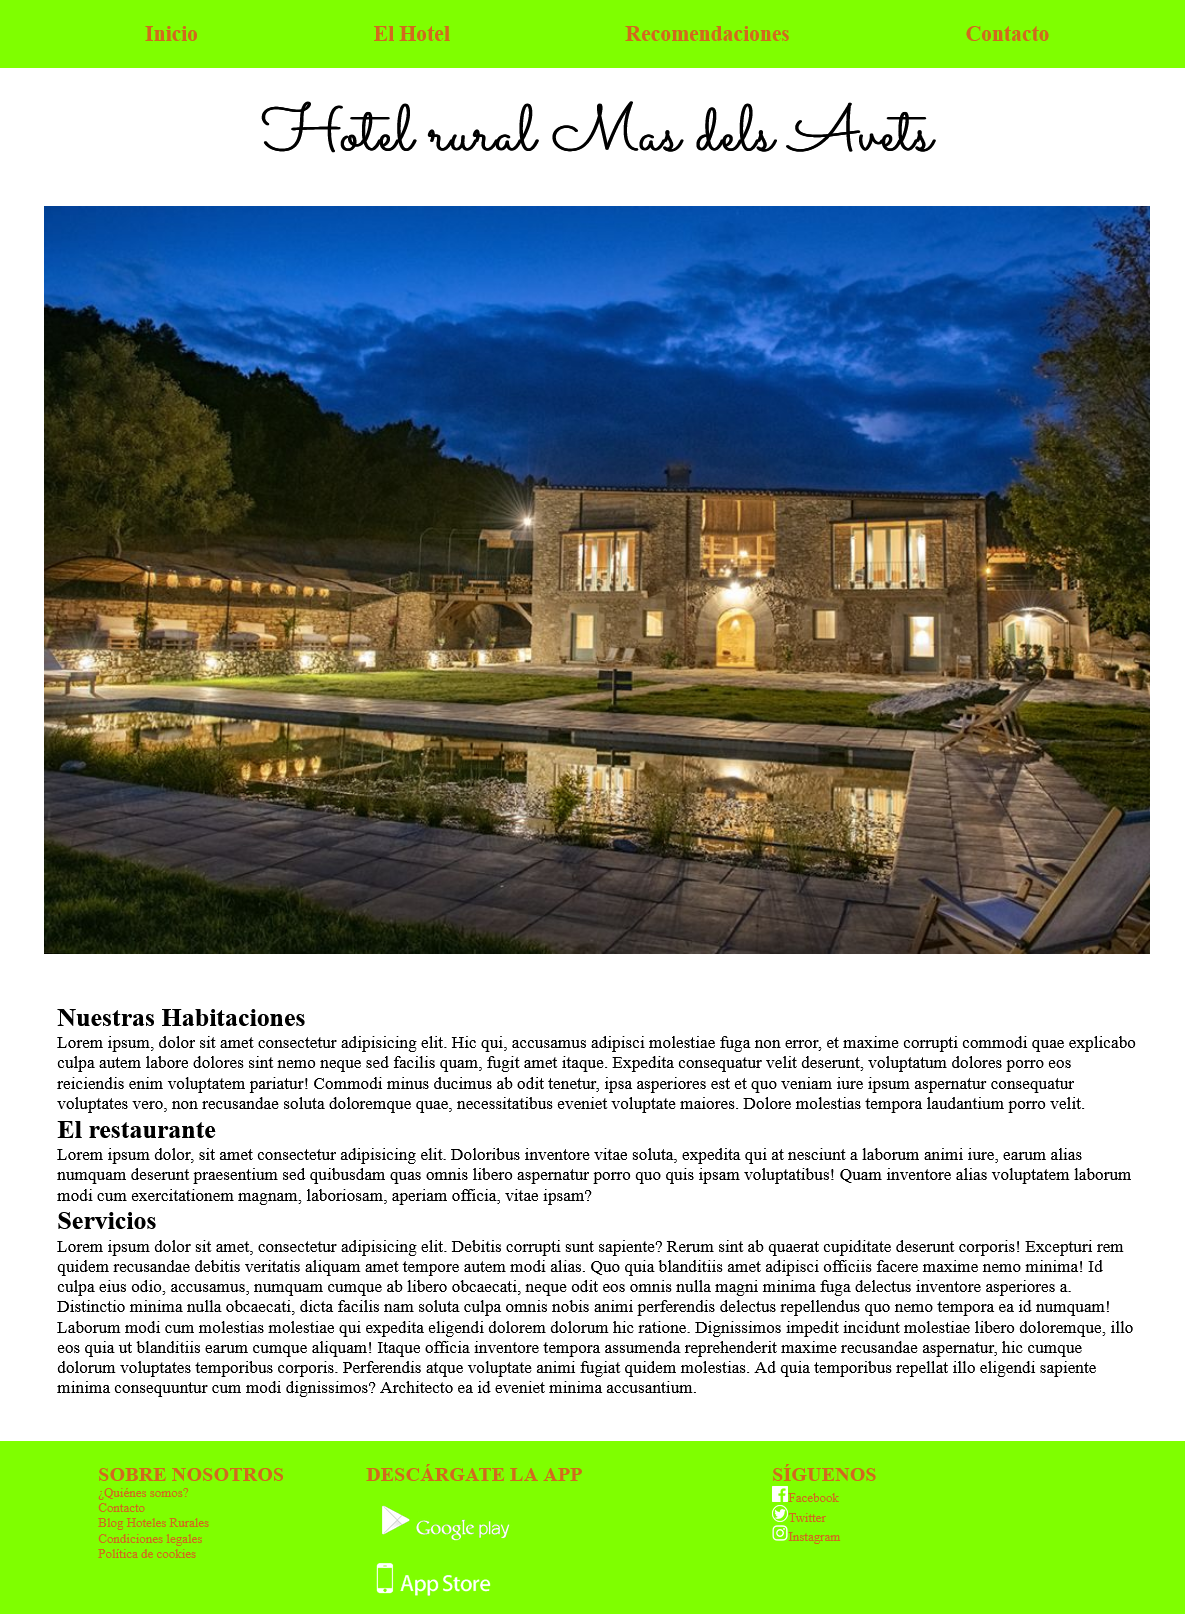 Inicio El Hotel Recomendaciones Contacto
Hotel rural Mas dels Avets
Nuestras Habitaciones
Lorem ipsum, dolor sit amet consectetur adipisicing elit. Hic qui, accusamus adipisci molestiae fuga non error, et maxime corrupti commodi quae explicabo
culpa autem labore dolores sint nemo neque sed facilis quam, fugit amet itaque. Expedita consequatur velit deserunt, voluptatum dolores porro eos
reiciendis enim voluptatem pariatur! Commodi minus ducimus ab odit tenetur, ipsa asperiores est et quo veniam iure ipsum aspernatur consequatur
voluptates vero, non recusandae soluta doloremque quae, necessitatibus eveniet voluptate maiores. Dolore molestias tempora laudantium porro velit.
El restaurante
Lorem ipsum dolor, sit amet consectetur adipisicing elit. Doloribus inventore vitae soluta, expedita qui at nesciunt a laborum animi iure, earum alias
numquam deserunt praesentium sed quibusdam quas omnis libero aspernatur porro quo quis ipsam voluptatibus! Quam inventore alias voluptatem laborum
modi cum exercitationem magnam, laboriosam, aperiam officia, vitae ipsam?
Servicios
Lorem ipsum dolor sit amet, consectetur adipisicing elit. Debitis corrupti sunt sapiente? Rerum sint ab quaerat cupiditate deserunt corporis! Excepturi rem
quidem recusandae debitis veritatis aliquam amet tempore autem modi alias. Quo quia blanditiis amet adipisci officiis facere maxime nemo minima! Id
culpa eius odio, accusamus, numquam cumque ab libero obcaecati, neque odit eos omnis nulla magni minima fuga delectus inventore asperiores a.
Distinctio minima nulla obcaecati, dicta facilis nam soluta culpa omnis nobis animi perferendis delectus repellendus quo nemo tempora ea id numquam!
Laborum modi cum molestias molestiae qui expedita eligendi dolorem dolorum hic ratione. Dignissimos impedit incidunt molestiae libero doloremque, illo
eos quia ut blanditiis earum cumque aliquam! Itaque officia inventore tempora assumenda reprehenderit maxime recusandae aspernatur, hic cumque
dolorum voluptates temporibus corporis. Perferendis atque voluptate animi fugiat quidem molestias. Ad quia temporibus repellat illo eligendi sapiente
minima consequuntur cum modi dignissimos? Architecto ea id eveniet minima accusantium.
SOBRE NOSOTROS
¿Quiénes somos?
Contacto
Blog Hoteles Rurales
Condiciones legales
Política de cookies
DESCÁRGATE LA APP
Google play
App Store
SÍGUENOS
Facebook
Twitter
Instagram